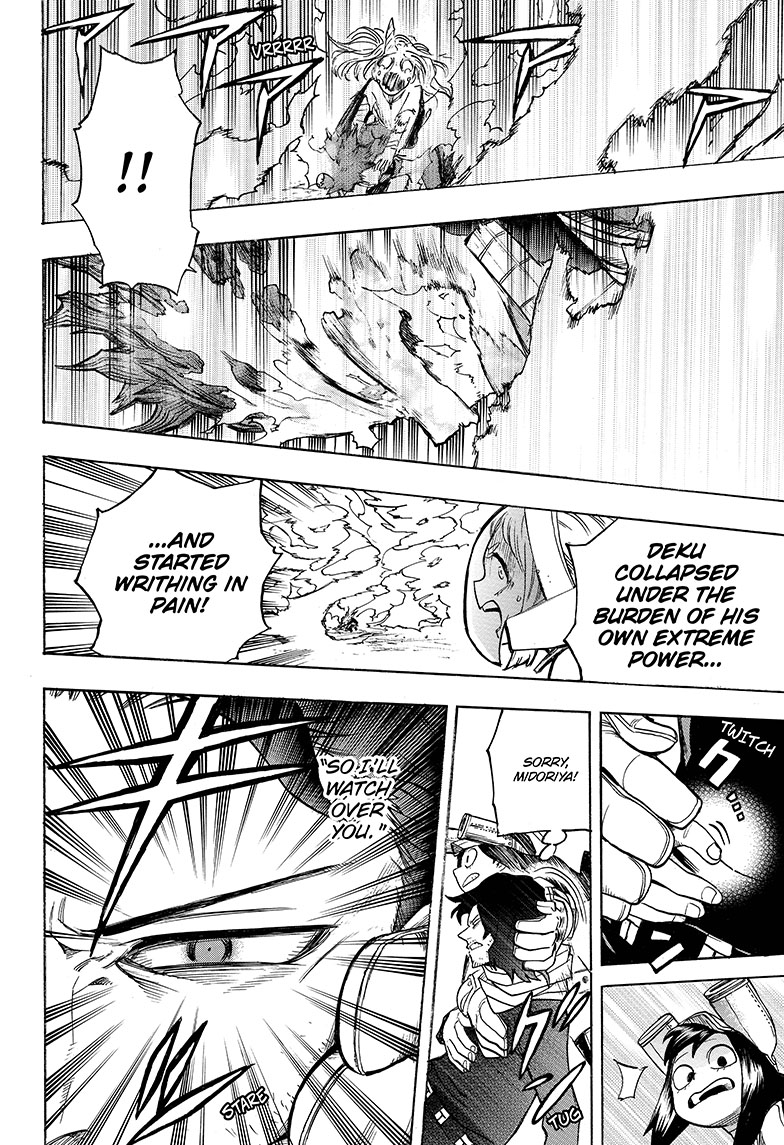 VRRRRR
!!
DEKU
COLLAPSED
UNDER THE
BURDEN OF HIS
OWN EXTREME
POWER...
...AND
STARTED
WRITHING IN
PAIN!
TWITCH
SORRY,
MIDORIYA!
TUG
"SO I'LL
WATCH
OVER
YOU."
STARE